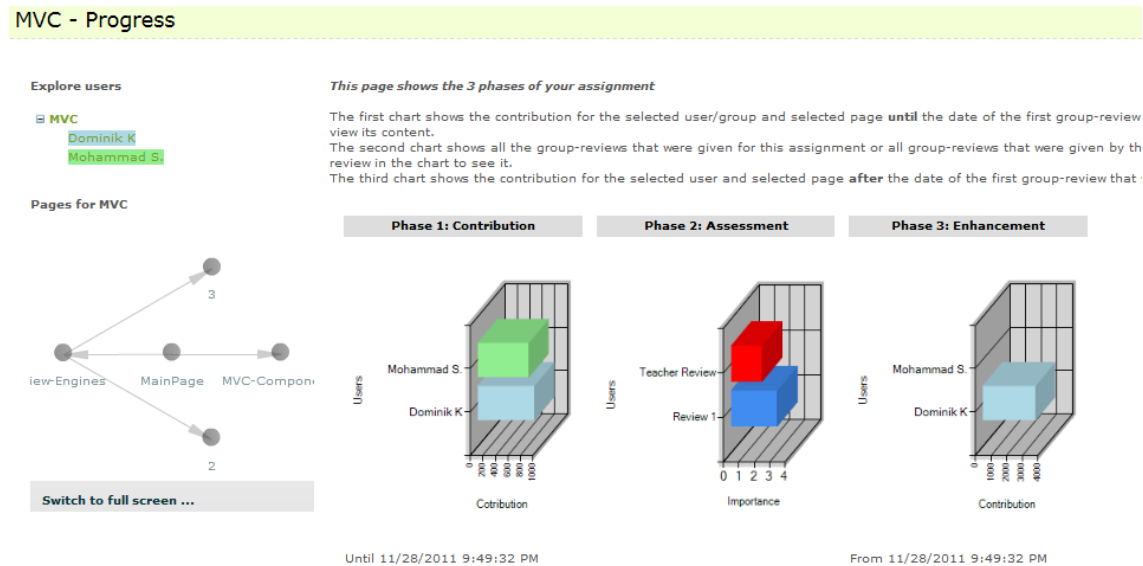 MVC - Progress
Explore users
MVC
Dominik K
Mohammad S.
Pages for MVC
3
iew-Engines
MainPage
MVC-Compon
2
Switch to full screen ...
This page shows the 3 phases of your assignment
The first chart shows the contribution for the selected user/group and selected page until the date of the first group-review
view its content.
The second chart shows all the group-reviews that were given for this assignment or all group-reviews that were given by th
review in the chart to see it.
The third chart shows the contribution for the selected user and selected page after the date of the first group-review that
Phase 1: Contribution
Users
Mohammad S.
Dominik K
0 200 400 600 800 1000
Cotribution
Until 11/28/2011 9:49:32 PM
Phase 2: Assessment
Users
Teacher Review
Review 1
0 1 2 3 4
Importance
Phase 3: Enhancement
Users
Mohammad S.
Dominik K
0 1000 2000 3000 4000
Contribution
From 11/28/2011 9:49:32 PM